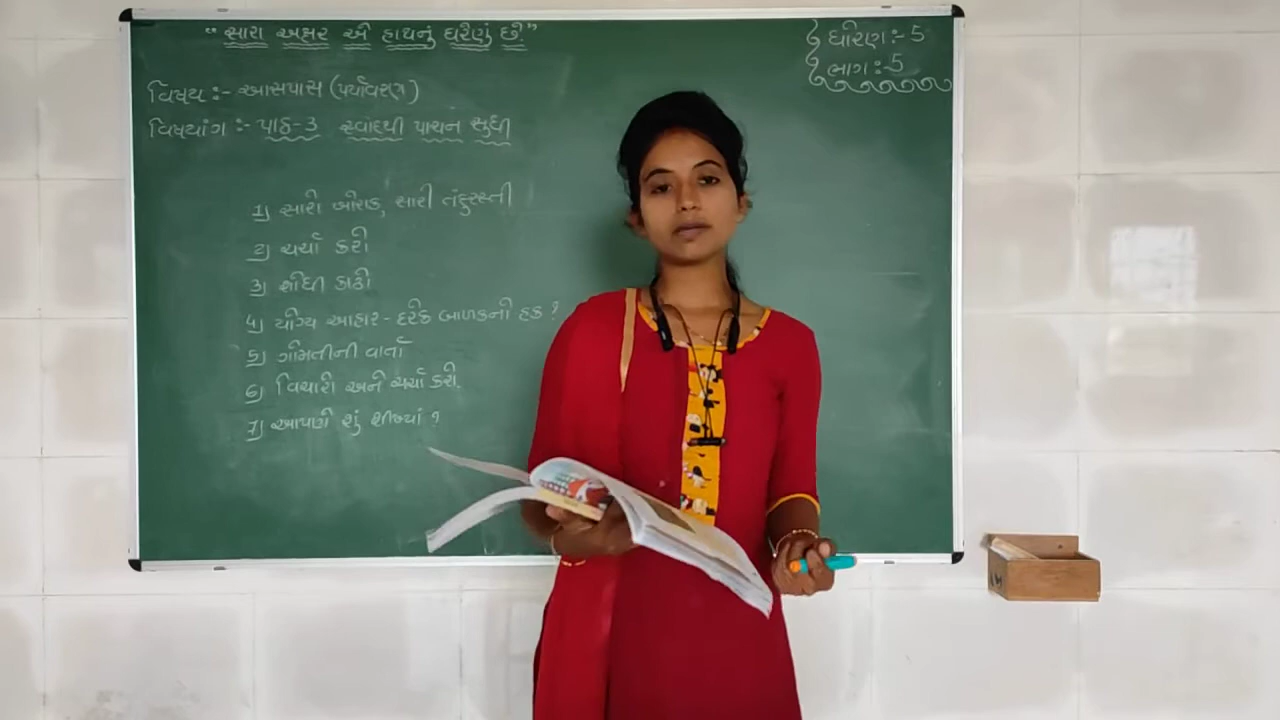 “સારા અક્ષર એ હાથનું ઘરેણું છે.”
ધોરણ:- 5
ભાગ:-5
વિષય:- આસપાસ (પર્યાવરણ)
વિષયાંગ:- પાઠ-3 સ્વાદથી પાચન સુધી
1) સારો ખોરાક, સારી તંદુરસ્તી
2) ચર્ચા કરો
3) શોધી કાઢો
4) યોગ્ય આહાર - દરેક બાળકનો હક ?
5) ગોમતીની વાર્તા
6) વિચારો અને ચર્ચા કરો.
7) આપણે શું શીખ્યાં ?